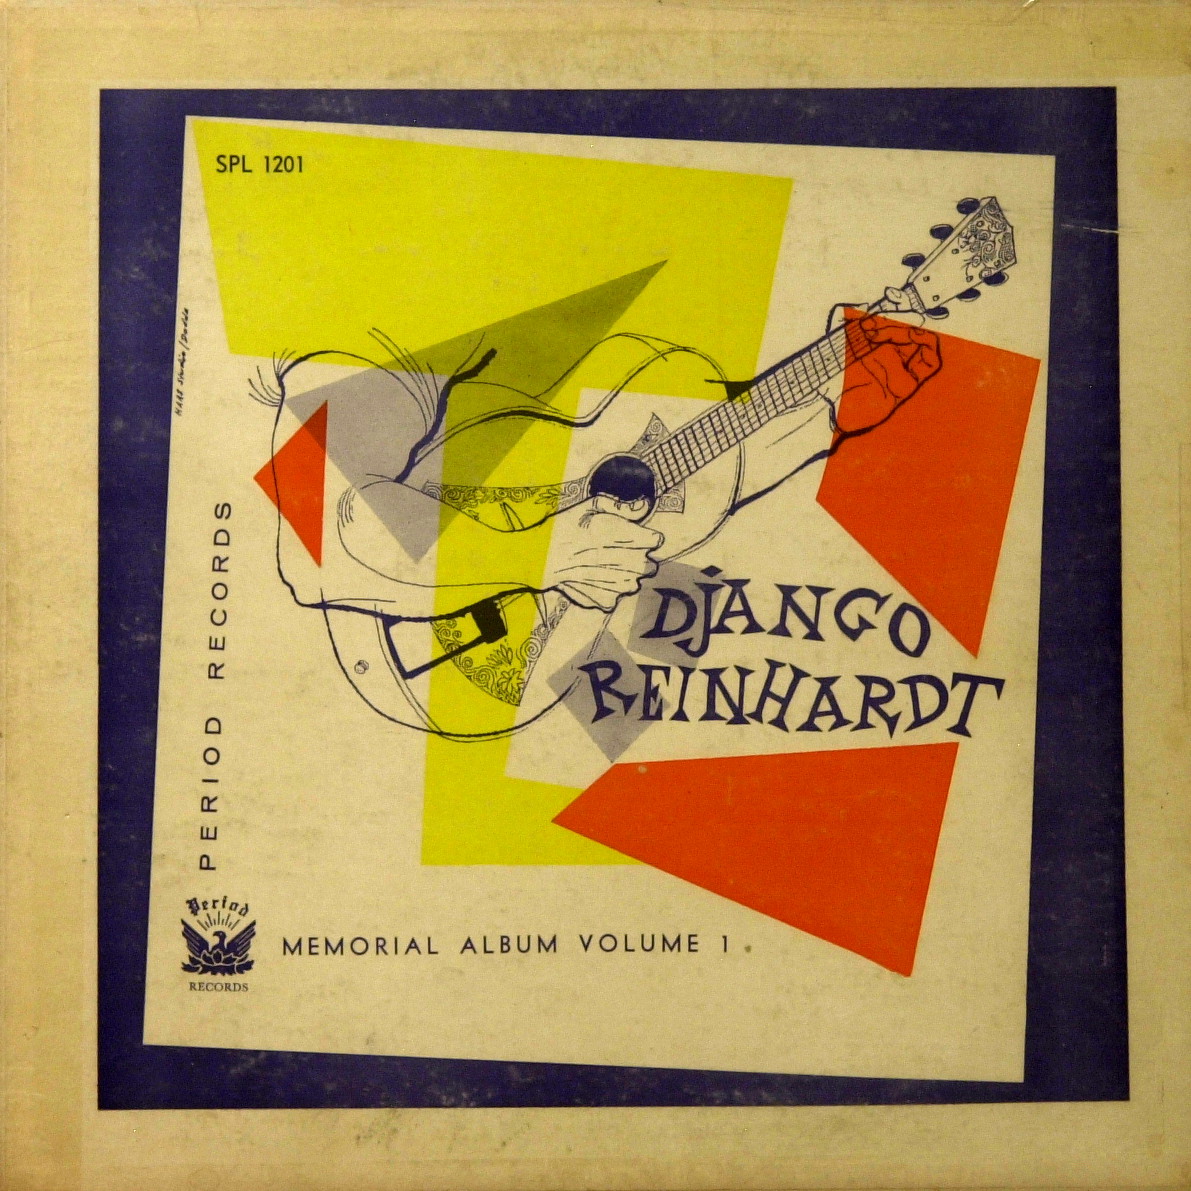 SPL 1201
DJANGO
REINHARDT
PERIOD RECORDS
Period
RECORDS
MEMORIAL ALBUM VOLUME 1